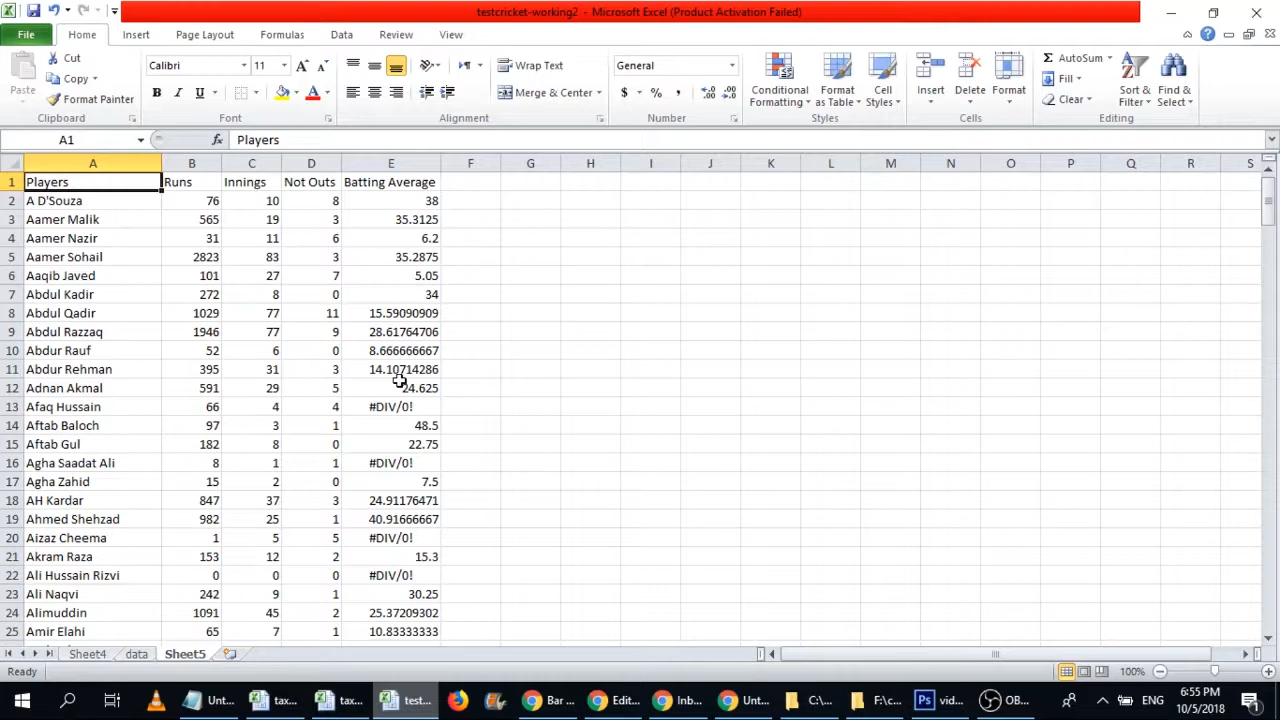 testcricket-working2 - Microsoft Excel (Product Activation Failed)
File Home Insert Page Layout Formulas Data Review View
Cut
Copy
Format Painter
Paste
Clipboard
Calibri 11
B I U
Font
Wrap Text
Merge & Center
Alignment
General
$ % ,
Number
Conditional Formatting
Format as Table
Cell Styles
Styles
Insert Delete Format
Cells
AutoSum
Fill
Clear
Sort & Filter
Find & Select
Editing
A1 fx Players
A B C D E F G H I J K L M N O P Q R S
1 Players Runs Innings Not Outs Batting Average
2 A D'Souza 76 10 8 38
3 Aamer Malik 565 19 3 35.3125
4 Aamer Nazir 31 11 6 6.2
5 Aamer Sohail 2823 83 3 35.2875
6 Aaqib Javed 101 27 7 5.05
7 Abdul Kadir 272 8 0 34
8 Abdul Qadir 1029 77 11 15.59090909
9 Abdul Razzaq 1946 77 9 28.61764706
10 Abdur Rauf 52 6 0 8.666666667
11 Abdur Rehman 395 31 3 14.10714286
12 Adnan Akmal 591 29 5 24.625
13 Afaq Hussain 66 4 4 #DIV/0!
14 Aftab Baloch 97 3 1 48.5
15 Aftab Gul 182 8 0 22.75
16 Agha Saadat Ali 8 1 1 #DIV/0!
17 Agha Zahid 15 2 0 7.5
18 AH Kardar 847 37 3 24.91176471
19 Ahmed Shehzad 982 25 1 40.91666667
20 Aizaz Cheema 1 5 5 #DIV/0!
21 Akram Raza 153 12 2 15.3
22 Ali Hussain Rizvi 0 0 0 #DIV/0!
23 Ali Naqvi 242 9 1 30.25
24 Alimuddin 1091 45 2 25.37209302
25 Amir Elahi 65 7 1 10.83333333
Sheet4 data Sheet5
Ready 100%
Unt... tax... tax... test... Bar ... Edit... Inb... Unt... C:\... F:\c... Ps vid... OB... ENG 6:55 PM
10/5/2018